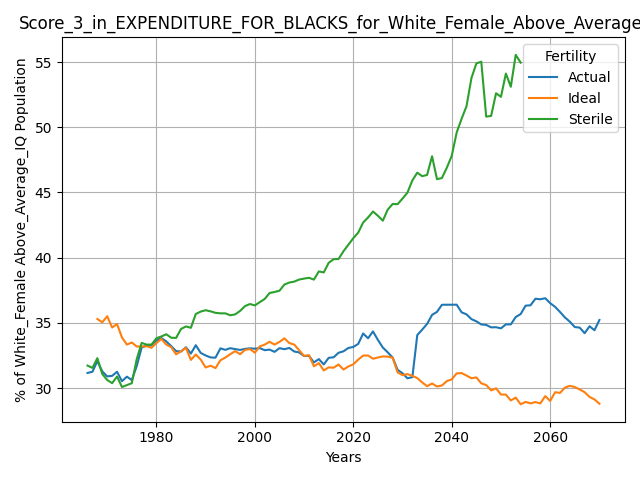 Score_3_in_EXPENDITURE_FOR_BLACKS_for_White_Female_Above_Average
Fertility
Actual
Ideal
Sterile
% of White_Female Above_Average_IQ Population
55
50
45
40
35
30
1980 2000 2020 2040 2060
Years